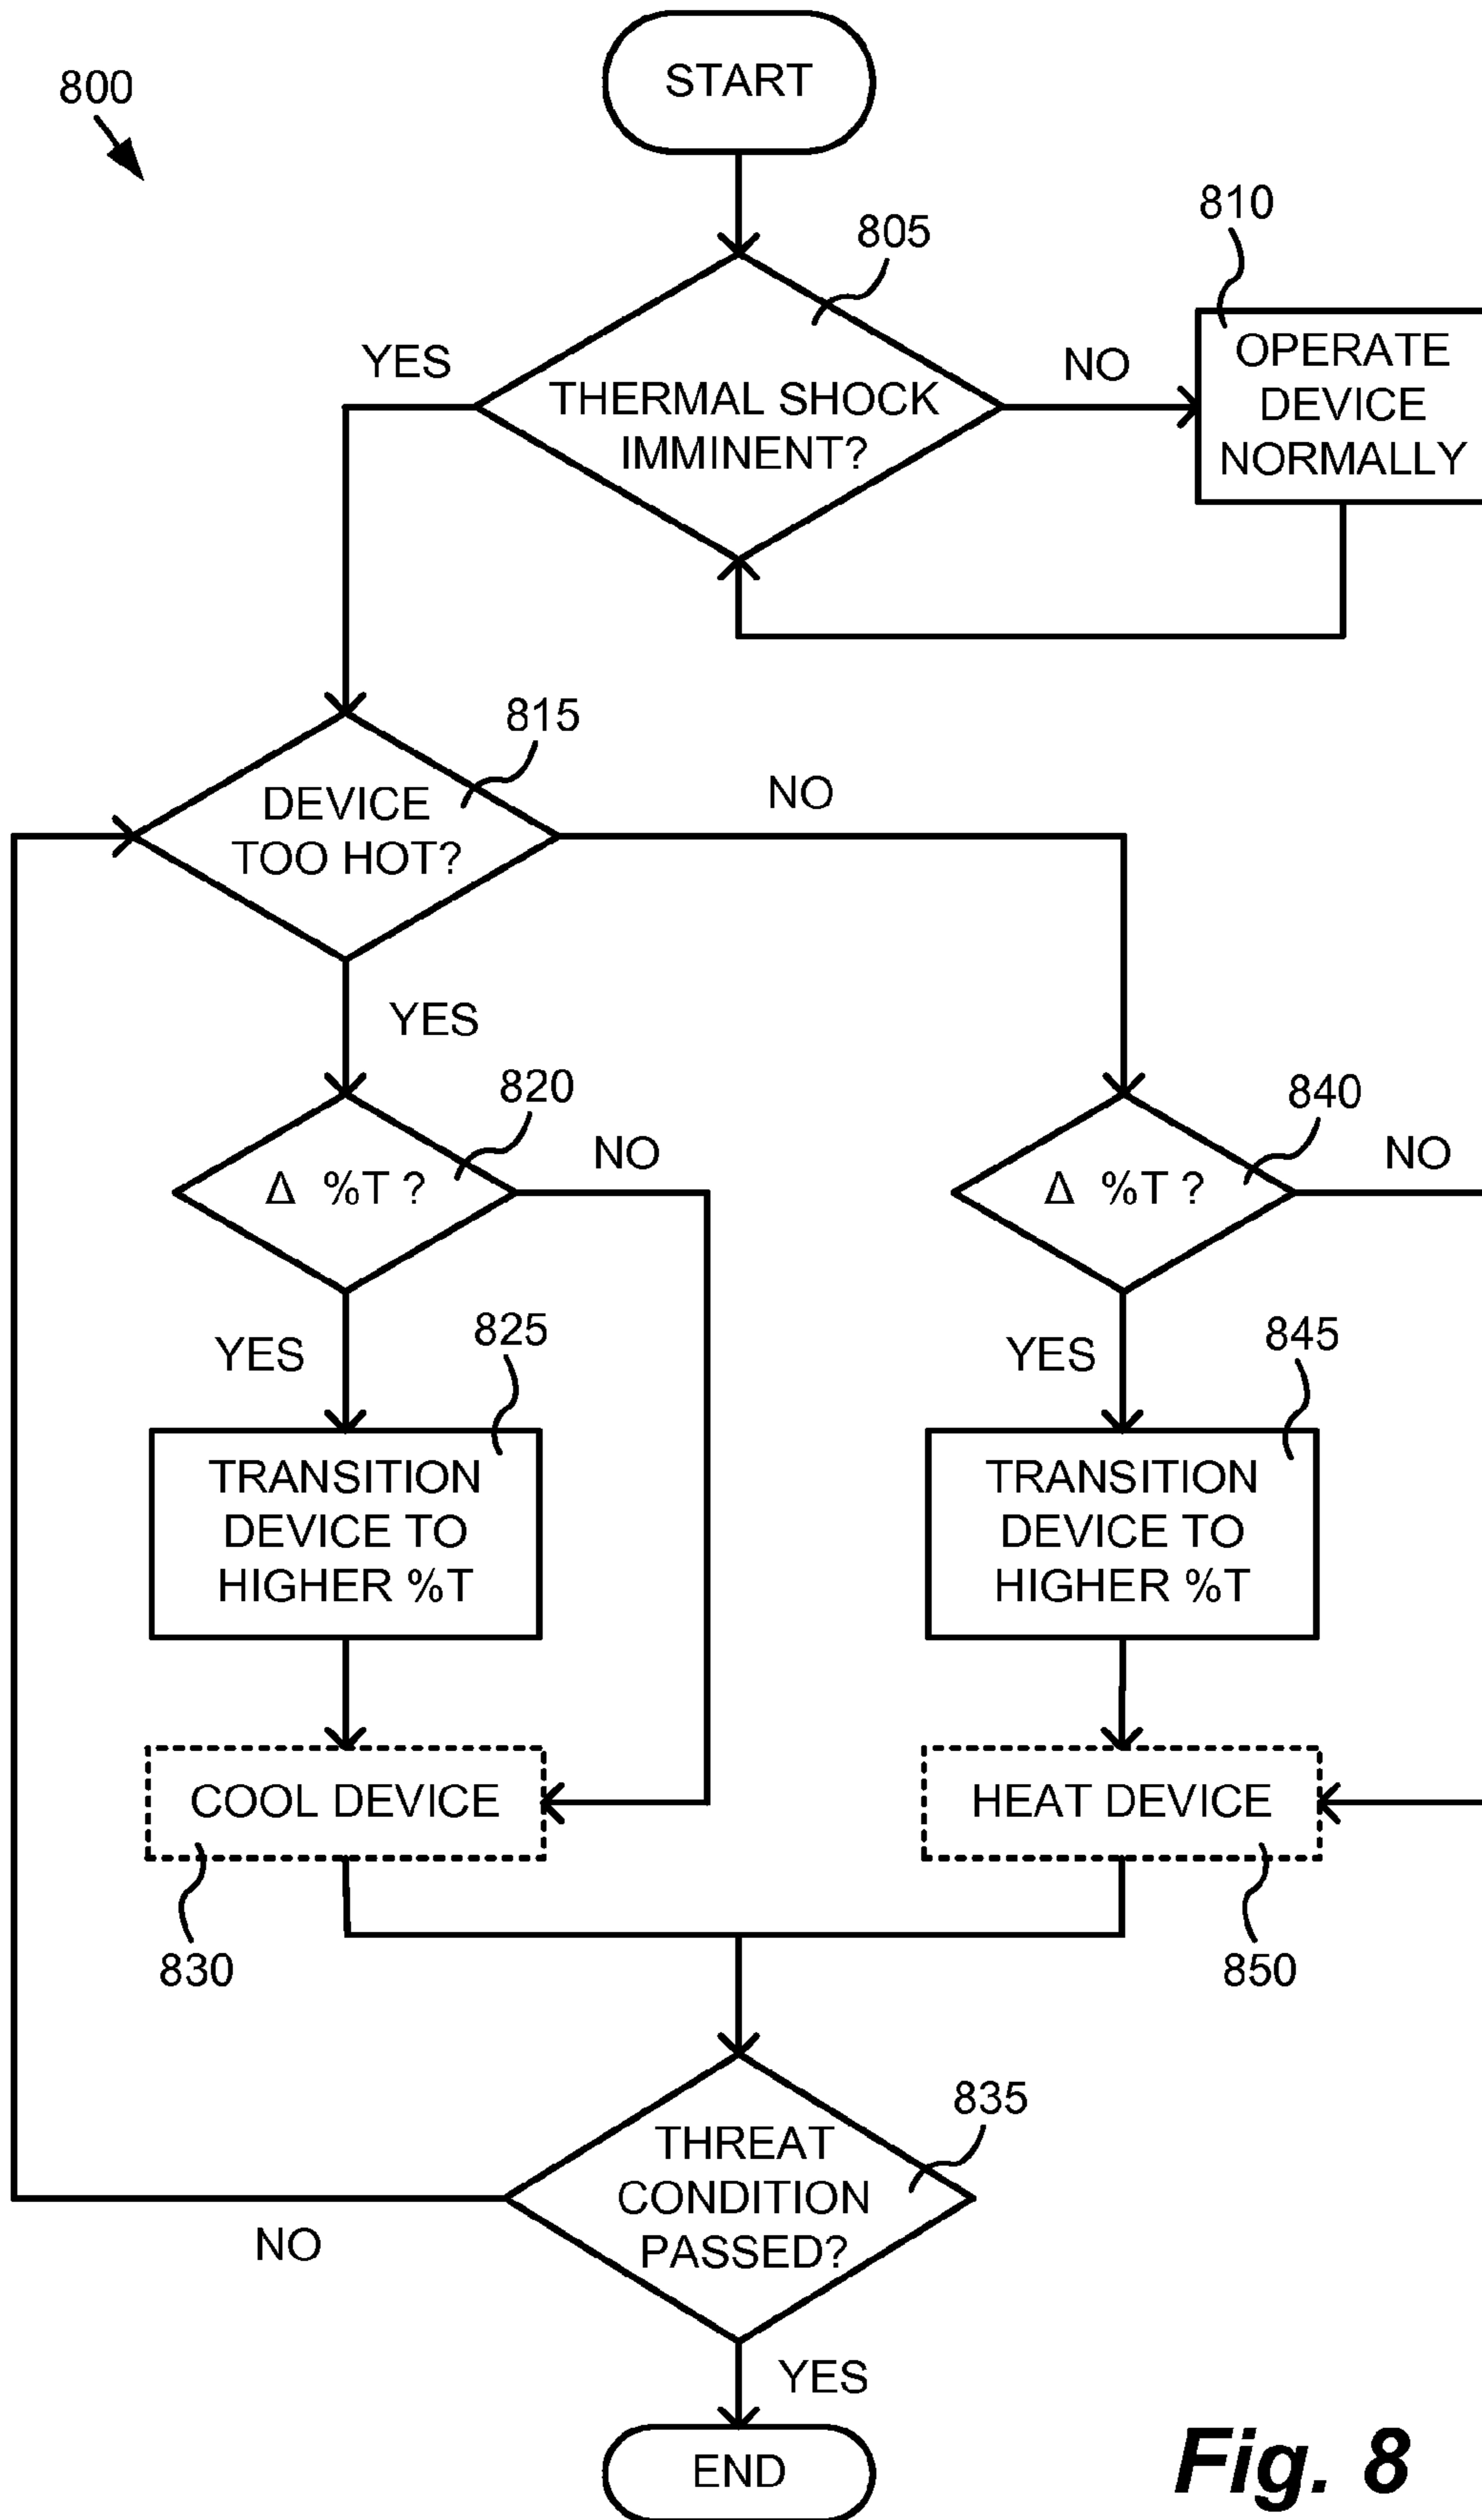 800
START
805
810
YES
THERMAL SHOCK
IMMINENT?
NO
OPERATE
DEVICE
NORMALLY
815
DEVICE
TOO HOT?
NO
YES
820
Δ %T ?
NO
840
Δ %T ?
NO
YES
825
TRANSITION
DEVICE TO
HIGHER %T
YES
845
TRANSITION
DEVICE TO
HIGHER %T
COOL DEVICE
830
HEAT DEVICE
850
835
THREAT
CONDITION
PASSED?
NO
YES
END
Fig. 8